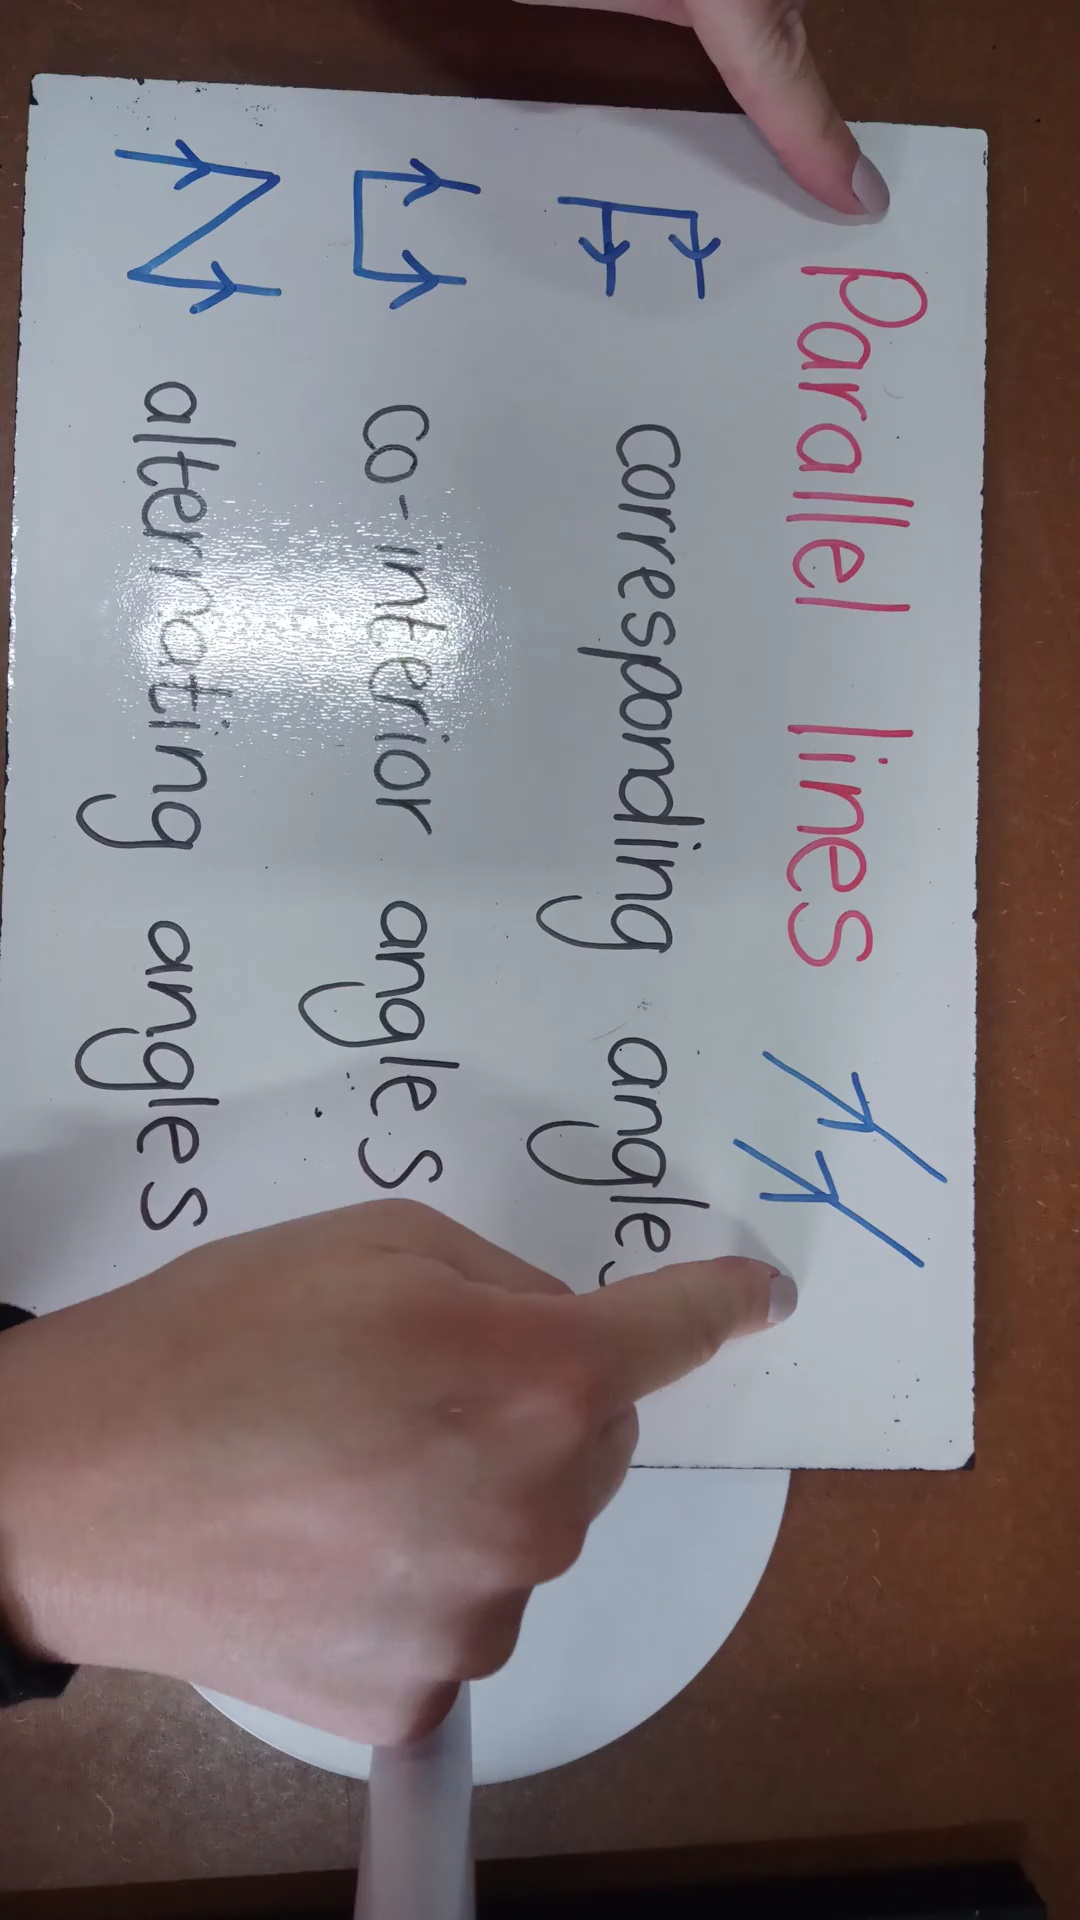 Parallel lines
corresponding angles
co-interior angles
alternating angles